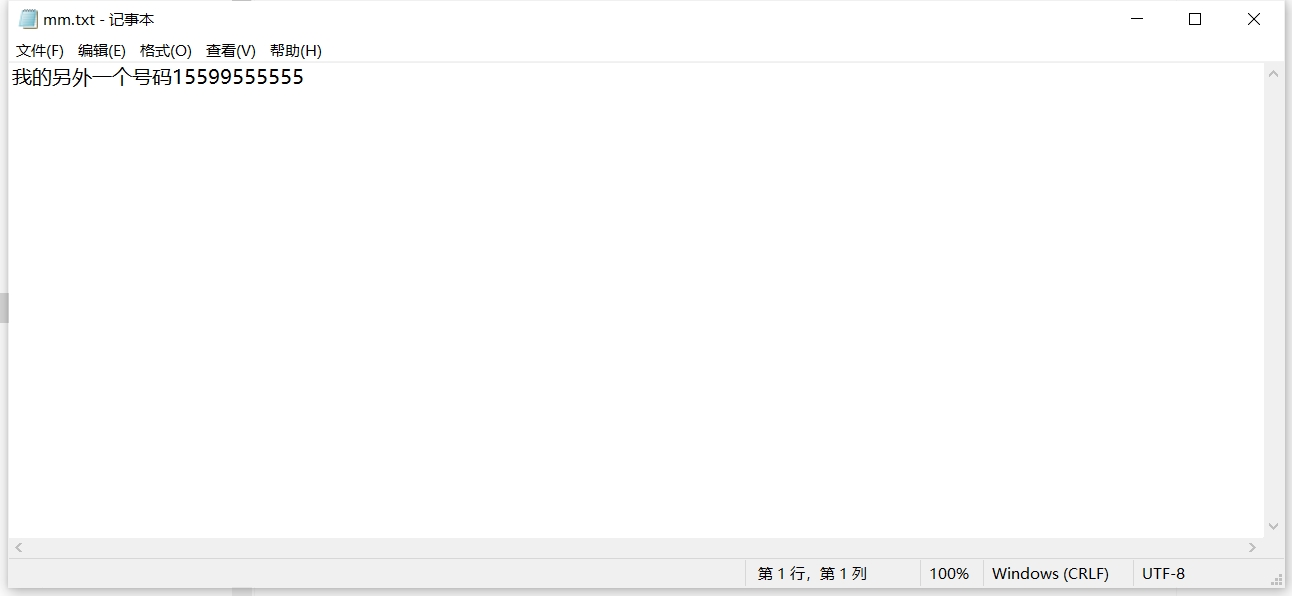 mm.txt - 记事本
文件(F) 编辑(E) 格式(O) 查看(V) 帮助(H)
我的另外一个号码15599555555
第 1 行，第 1 列 100% Windows (CRLF) UTF-8